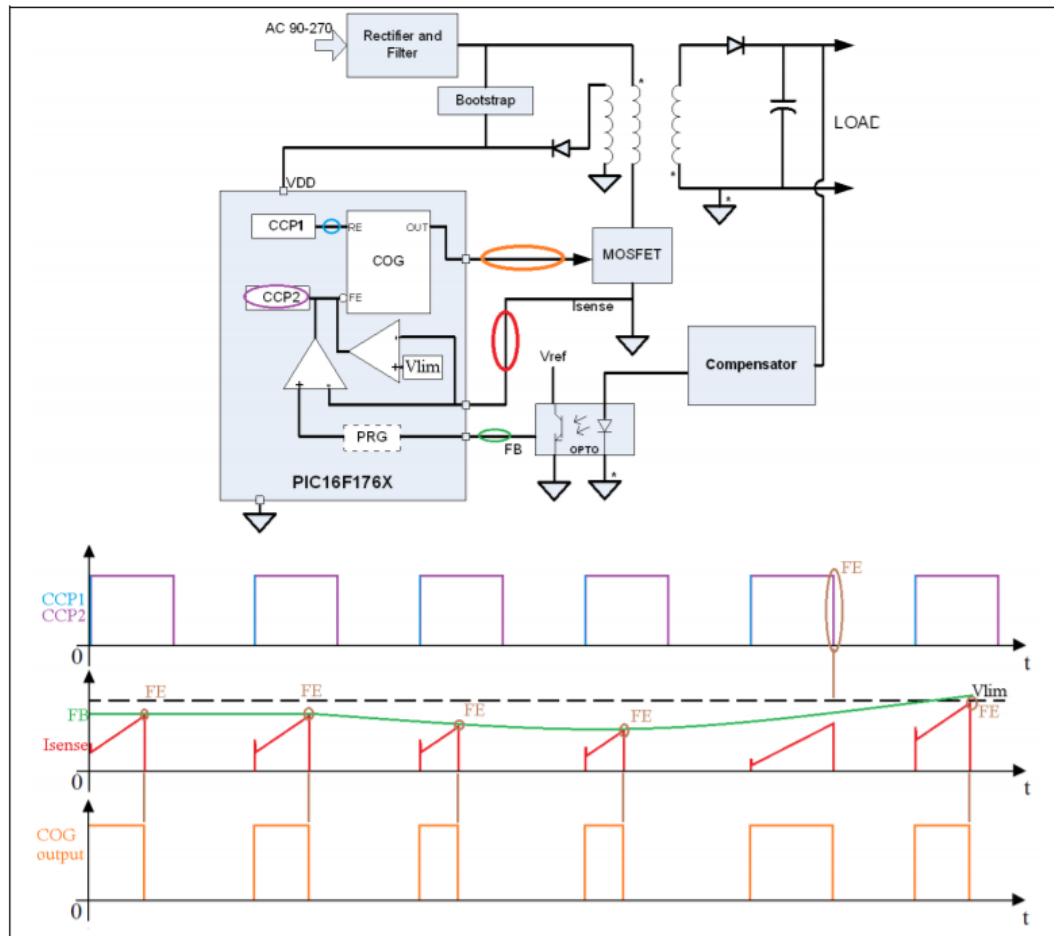 AC 90-270
Rectifier and
Filter
*
Bootstrap
LOAD
VDD
*
*
CCP1
RE
OUT
COG
MOSFET
CCP2
FE
Isense
-
+
Vlim
Vref
Compensator
+
-
PRG
FB
OPTO
*
PIC16F176X
FE
CCP1
CCP2
0
t
FE
FE
FE
FE
Vlim
FB
FE
Isense
0
t
COG
output
0
t